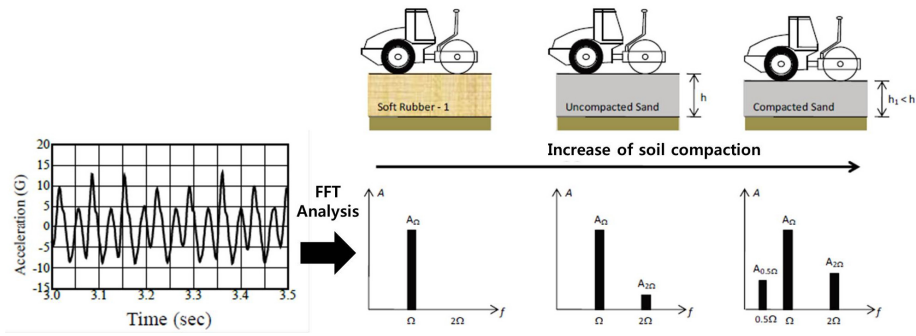 Soft Rubber - 1
Uncompacted Sand
h
Compacted Sand
h₁ < h
Increase of soil compaction
20
15
10
5
0
-5
-10
-15
Acceleration (G)
3.0 3.1 3.2 3.3 3.4 3.5
Time (sec)
FFT
Analysis
A
AΩ
Ω 2Ω f
A
AΩ
A2Ω
Ω 2Ω f
A
AΩ
A0.5Ω
A2Ω
0.5Ω Ω 2Ω f